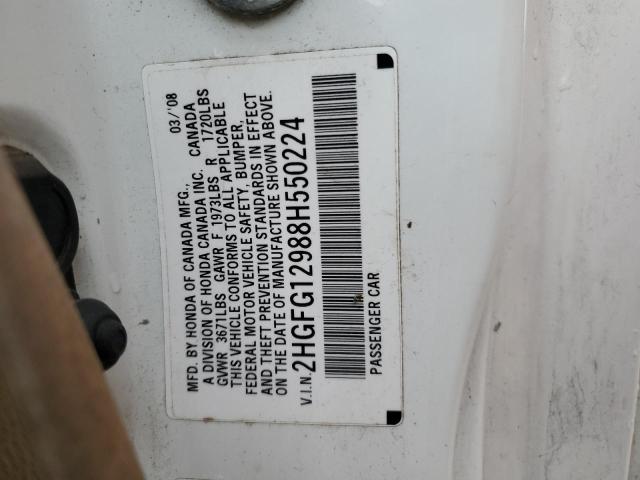 MFD. BY HONDA OF CANADA MFG., 03/'08
A DIVISION OF HONDA CANADA INC. CANADA
GVWR 3671LBS GAWR F 1973LBS R 1720LBS
THIS VEHICLE CONFORMS TO ALL APPLICABLE
FEDERAL MOTOR VEHICLE SAFETY, BUMPER,
AND THEFT PREVENTION STANDARDS IN EFFECT
ON THE DATE OF MANUFACTURE SHOWN ABOVE.
V.I.N. 2HGFG12988H550224
PASSENGER CAR